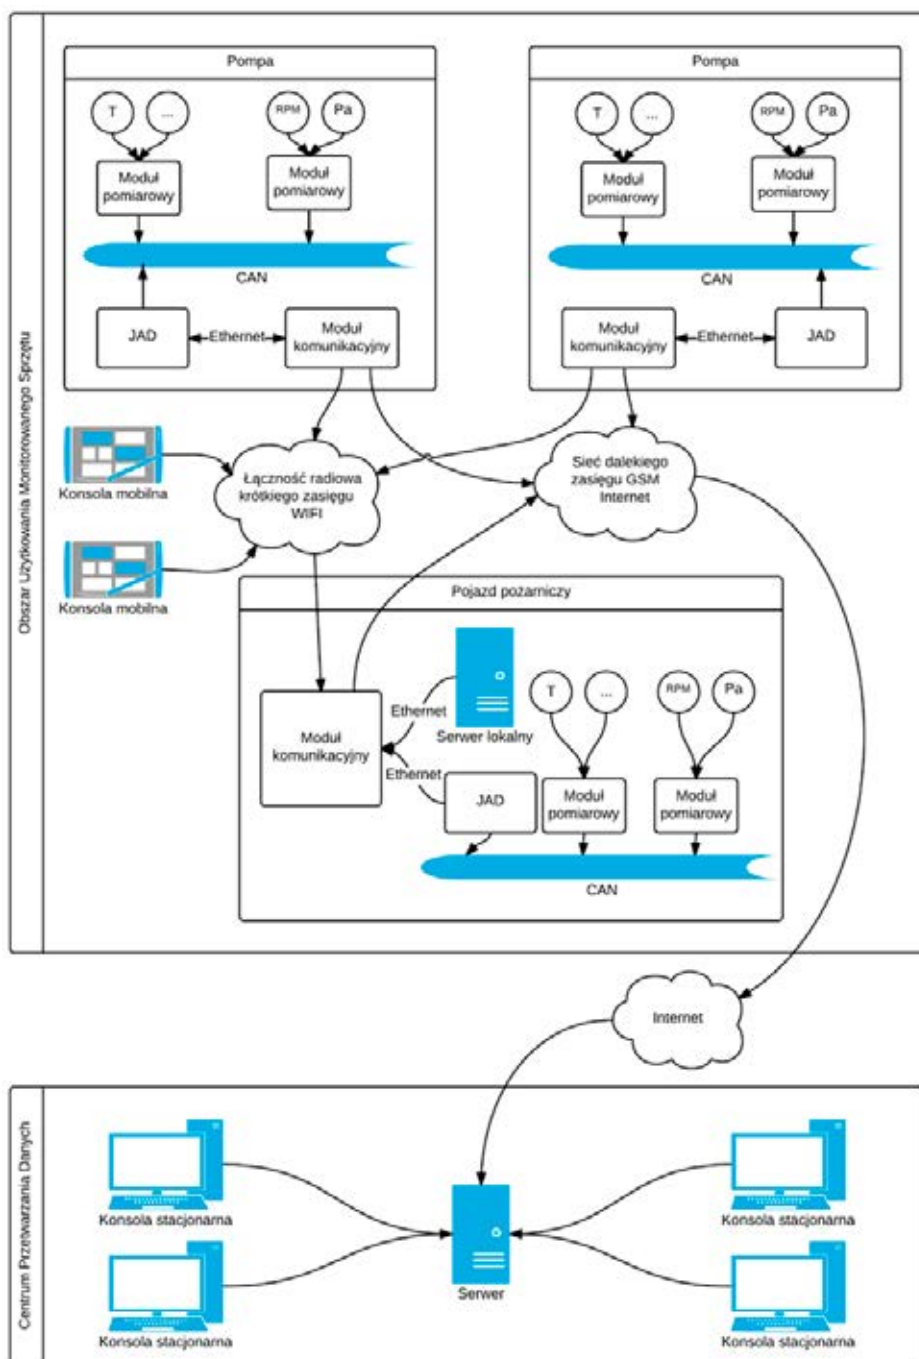 Obszar Użytkowania Monitorowanego Sprzętu
Pompa
T
...
RPM
Pa
Moduł
pomiarowy
Moduł
pomiarowy
CAN
JAD
Ethernet
Moduł
komunikacyjny
Pompa
T
...
RPM
Pa
Moduł
pomiarowy
Moduł
pomiarowy
CAN
Moduł
komunikacyjny
Ethernet
JAD
Konsola mobilna
Konsola mobilna
Łączność radiowa
krótkiego zasięgu
WIFI
Sieć dalekiego
zasięgu GSM
Internet
Pojazd pożarniczy
Moduł
komunikacyjny
Ethernet
Serwer lokalny
Ethernet
JAD
T
...
RPM
Pa
Moduł
pomiarowy
Moduł
pomiarowy
CAN
Internet
Centrum Przetwarzania Danych
Konsola stacjonarna
Konsola stacjonarna
Serwer
Konsola stacjonarna
Konsola stacjonarna